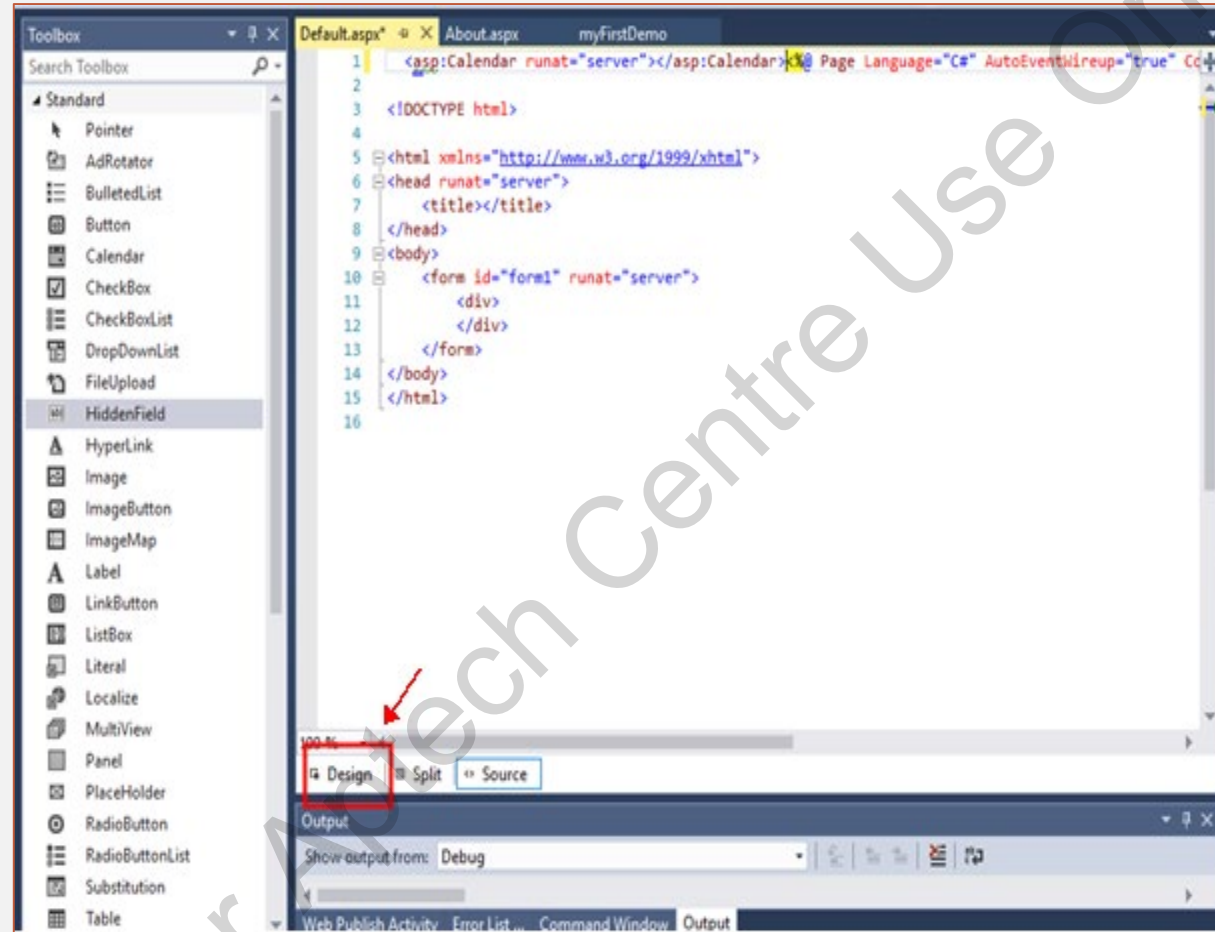 Toolbox
Search Toolbox
Standard
Pointer
AdRotator
BulletedList
Button
Calendar
CheckBox
CheckBoxList
DropDownList
FileUpload
HiddenField
HyperLink
Image
ImageButton
ImageMap
Label
LinkButton
ListBox
Literal
Localize
MultiView
Panel
PlaceHolder
RadioButton
RadioButtonList
Substitution
Table
Default.aspx* About.aspx myFirstDemo
1 <asp:Calendar runat="server"></asp:Calendar><%@ Page Language="C#" AutoEventWireup="true" Co
2
3 <!DOCTYPE html>
4
5 <html xmlns="http://www.w3.org/1999/xhtml">
6 <head runat="server">
7 <title></title>
8 </head>
9 <body>
10 <form id="form1" runat="server">
11 <div>
12 </div>
13 </form>
14 </body>
15 </html>
16
100 %
Design Split Source
Output
Show output from: Debug
Web Publish Activity Error List ... Command Window Output
Aptech Centre Use